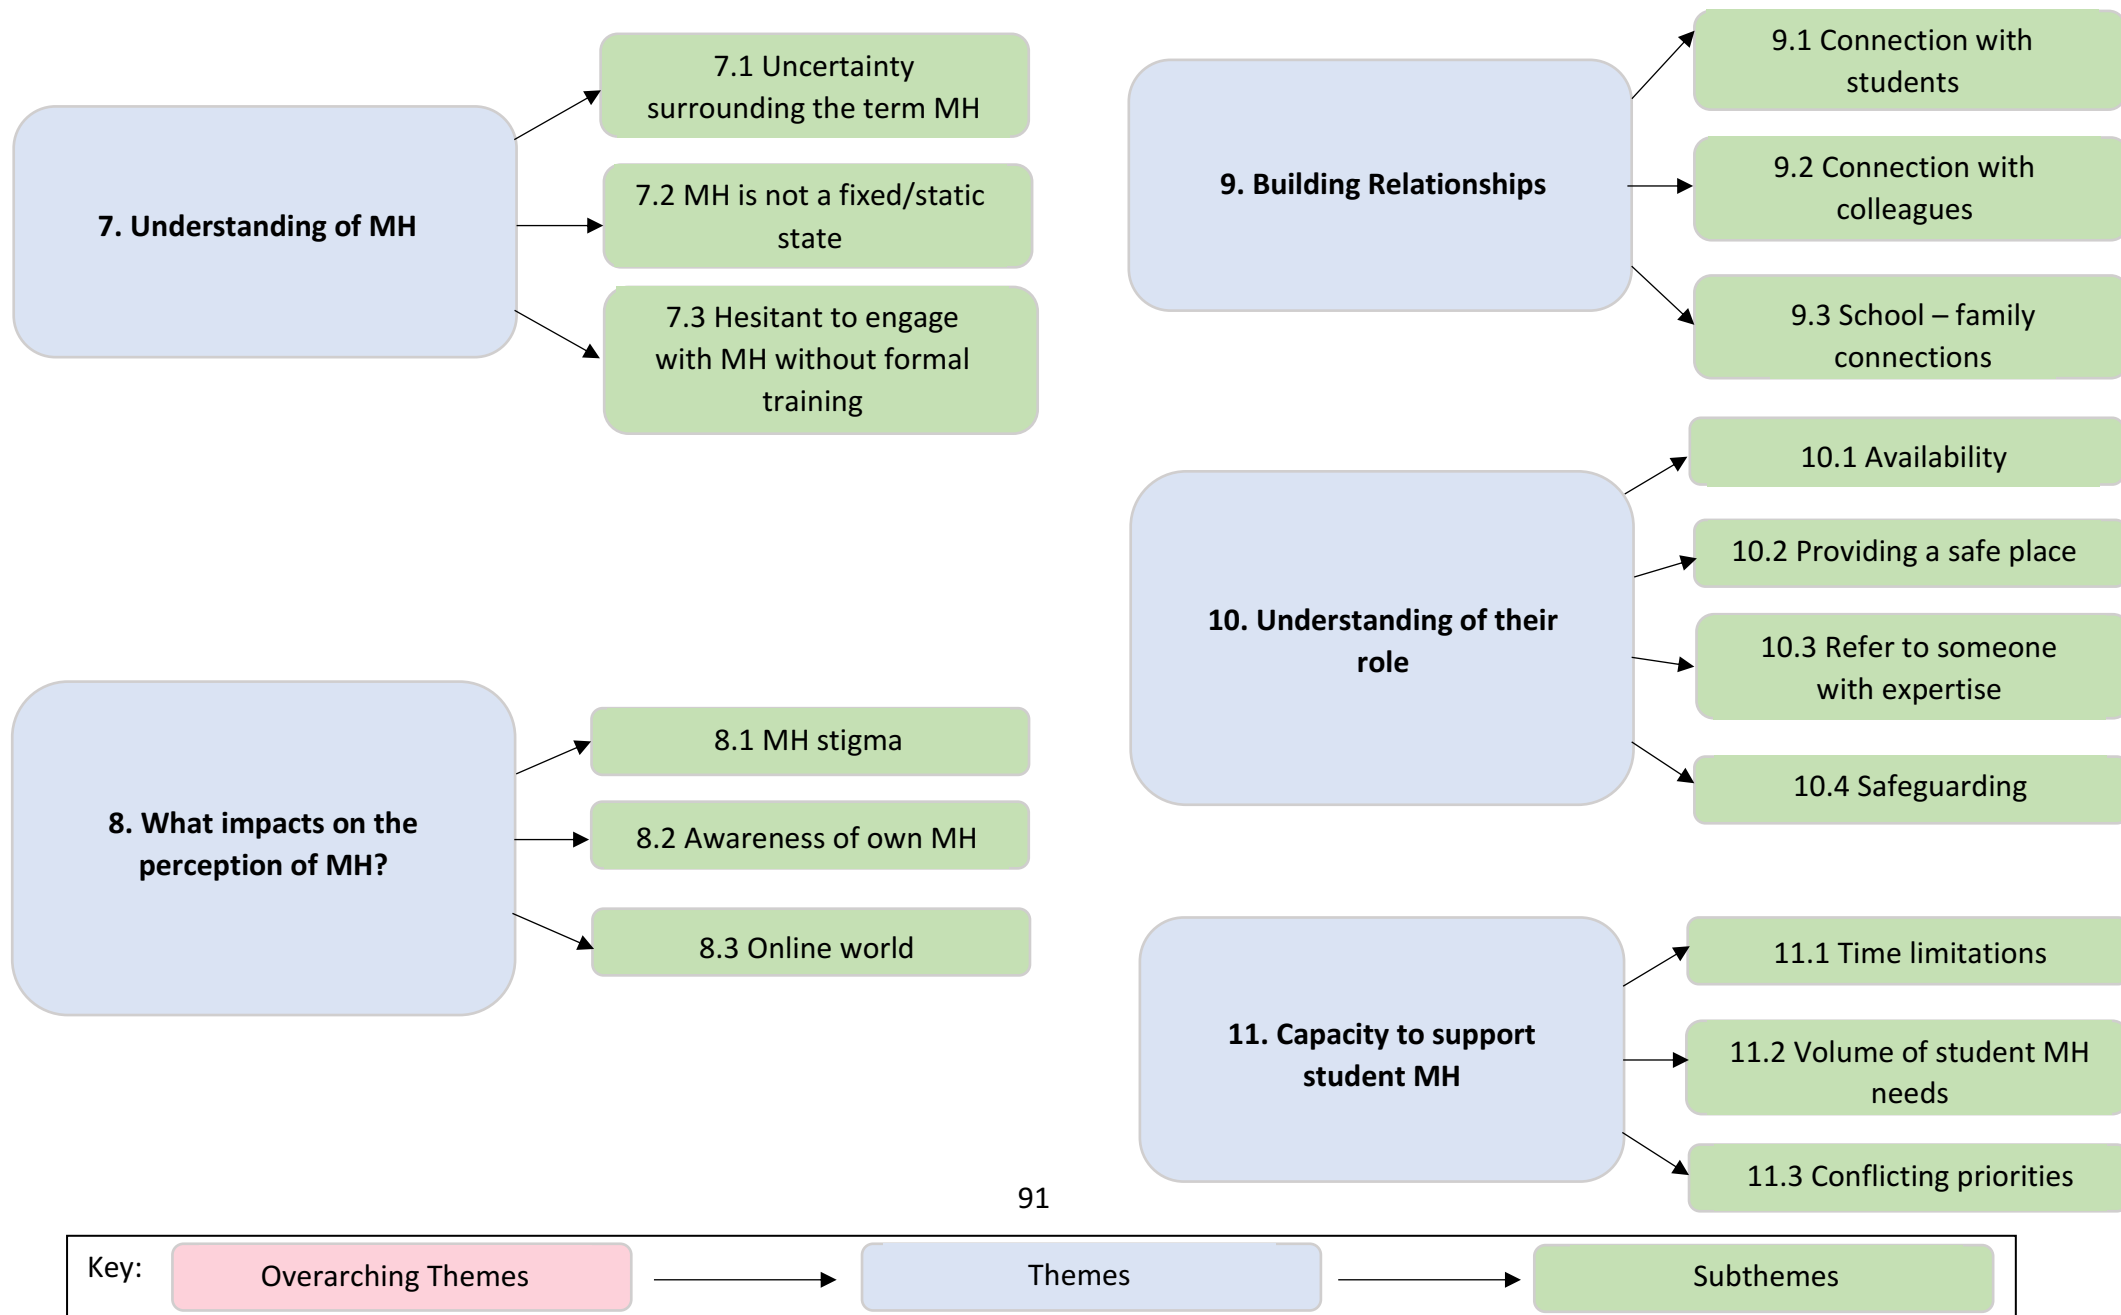 7. Understanding of MH
7.1 Uncertainty
surrounding the term MH
7.2 MH is not a fixed/static
state
7.3 Hesitant to engage
with MH without formal
training
8. What impacts on the
perception of MH?
8.1 MH stigma
8.2 Awareness of own MH
8.3 Online world
9. Building Relationships
9.1 Connection with
students
9.2 Connection with
colleagues
9.3 School – family
connections
10. Understanding of their
role
10.1 Availability
10.2 Providing a safe place
10.3 Refer to someone
with expertise
10.4 Safeguarding
11. Capacity to support
student MH
11.1 Time limitations
11.2 Volume of student MH
needs
11.3 Conflicting priorities
91
Key:
Overarching Themes
Themes
Subthemes